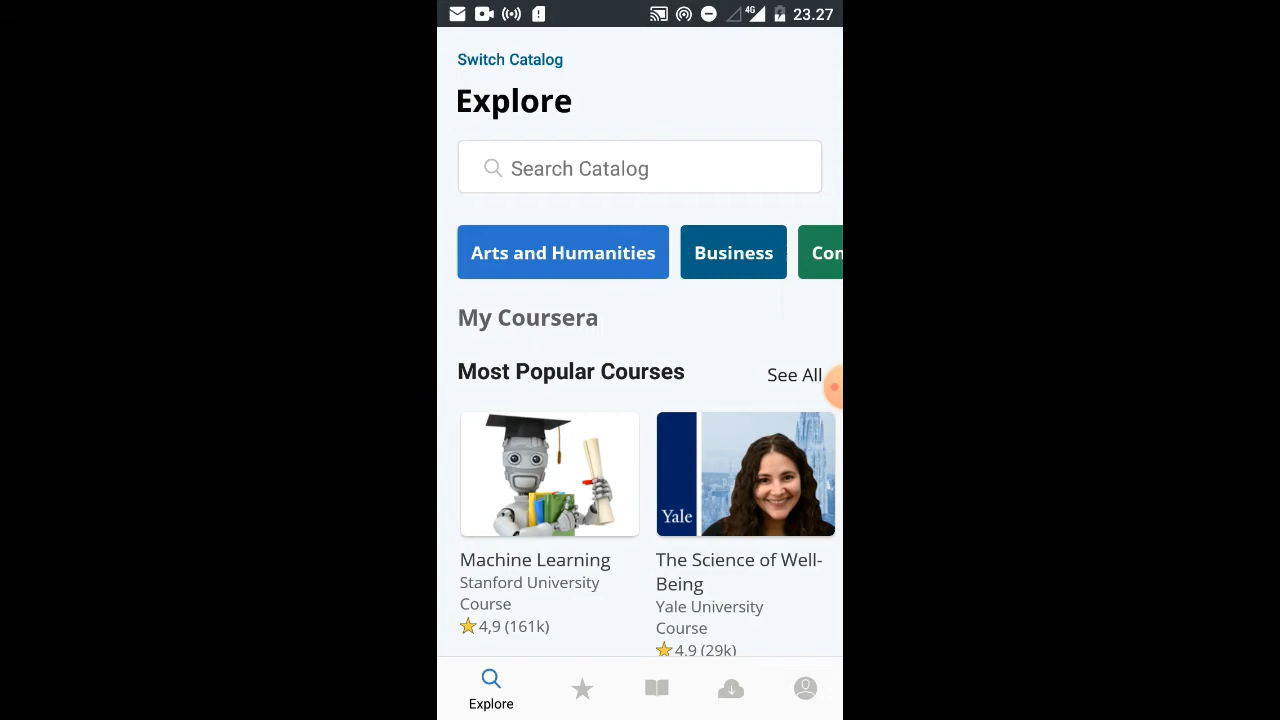 4G 23.27
Switch Catalog
Explore
Search Catalog
Arts and Humanities Business Con
My Coursera
Most Popular Courses See All
Yale
Machine Learning
Stanford University
Course
4,9 (161k)
The Science of Well-
Being
Yale University
Course
4,9 (29k)
Explore